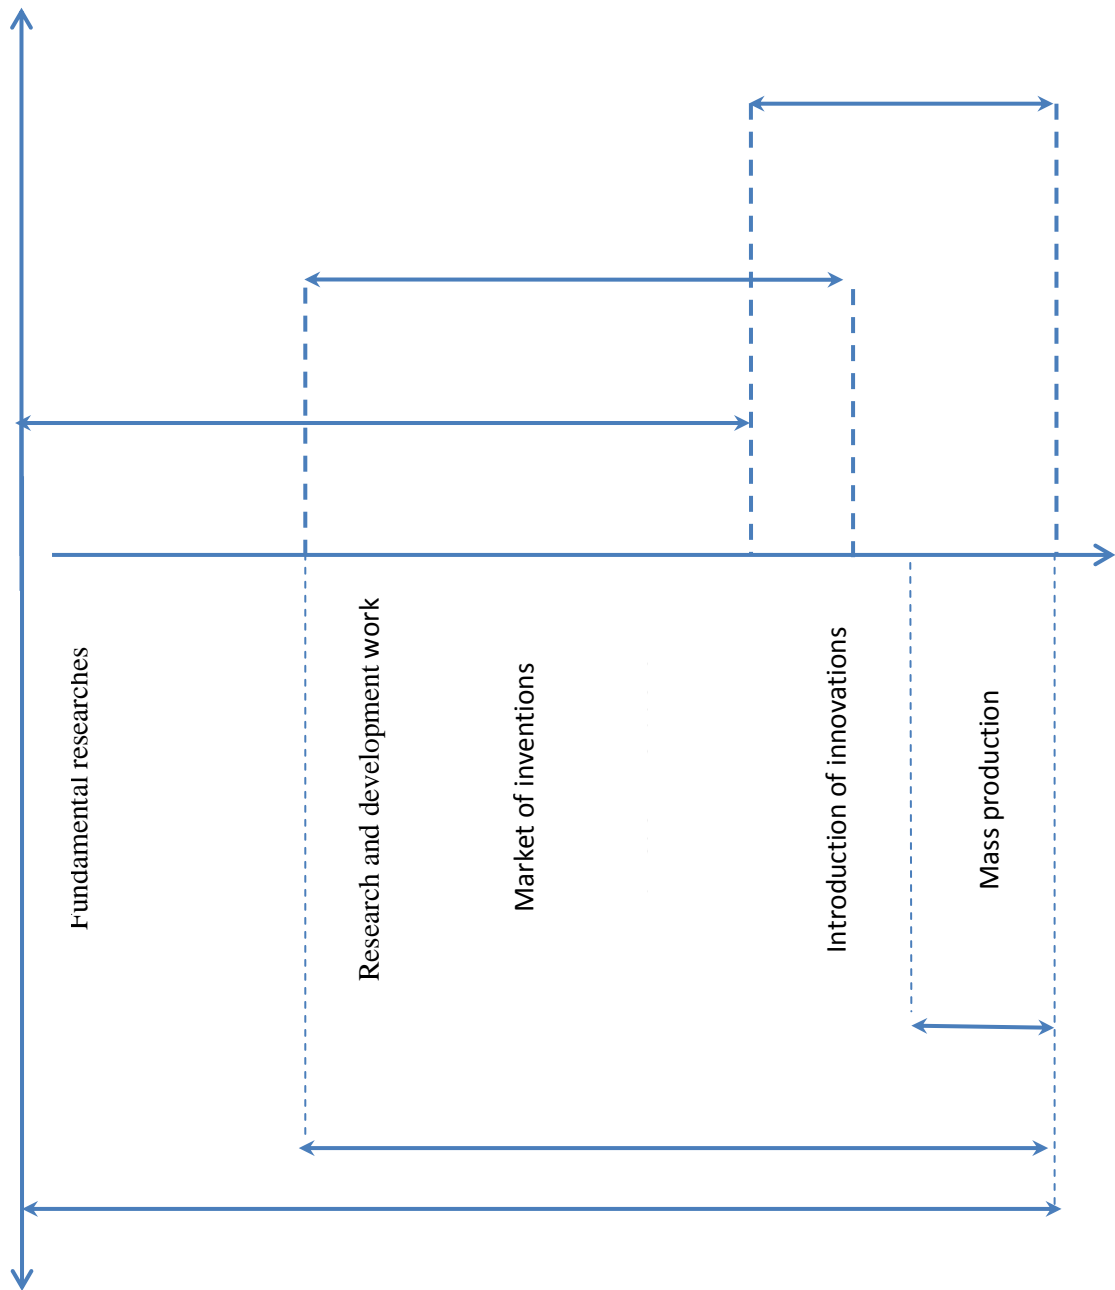 Fundamental researches
Research and development work
Market of inventions
Introduction of innovations
Mass production